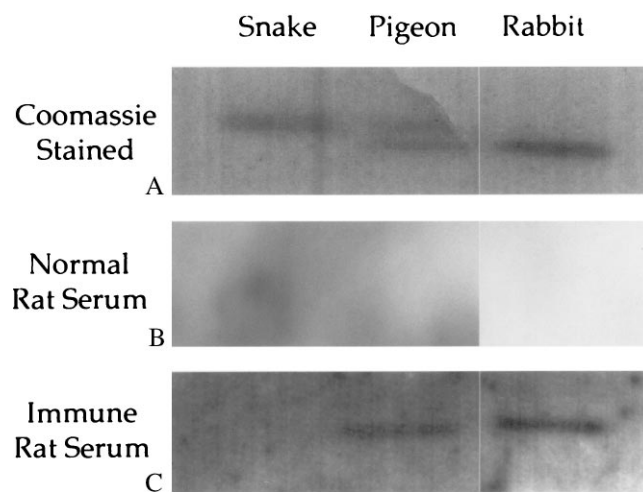 Snake Pigeon Rabbit
Coomassie
Stained
A
Normal
Rat Serum
B
Immune
Rat Serum
C